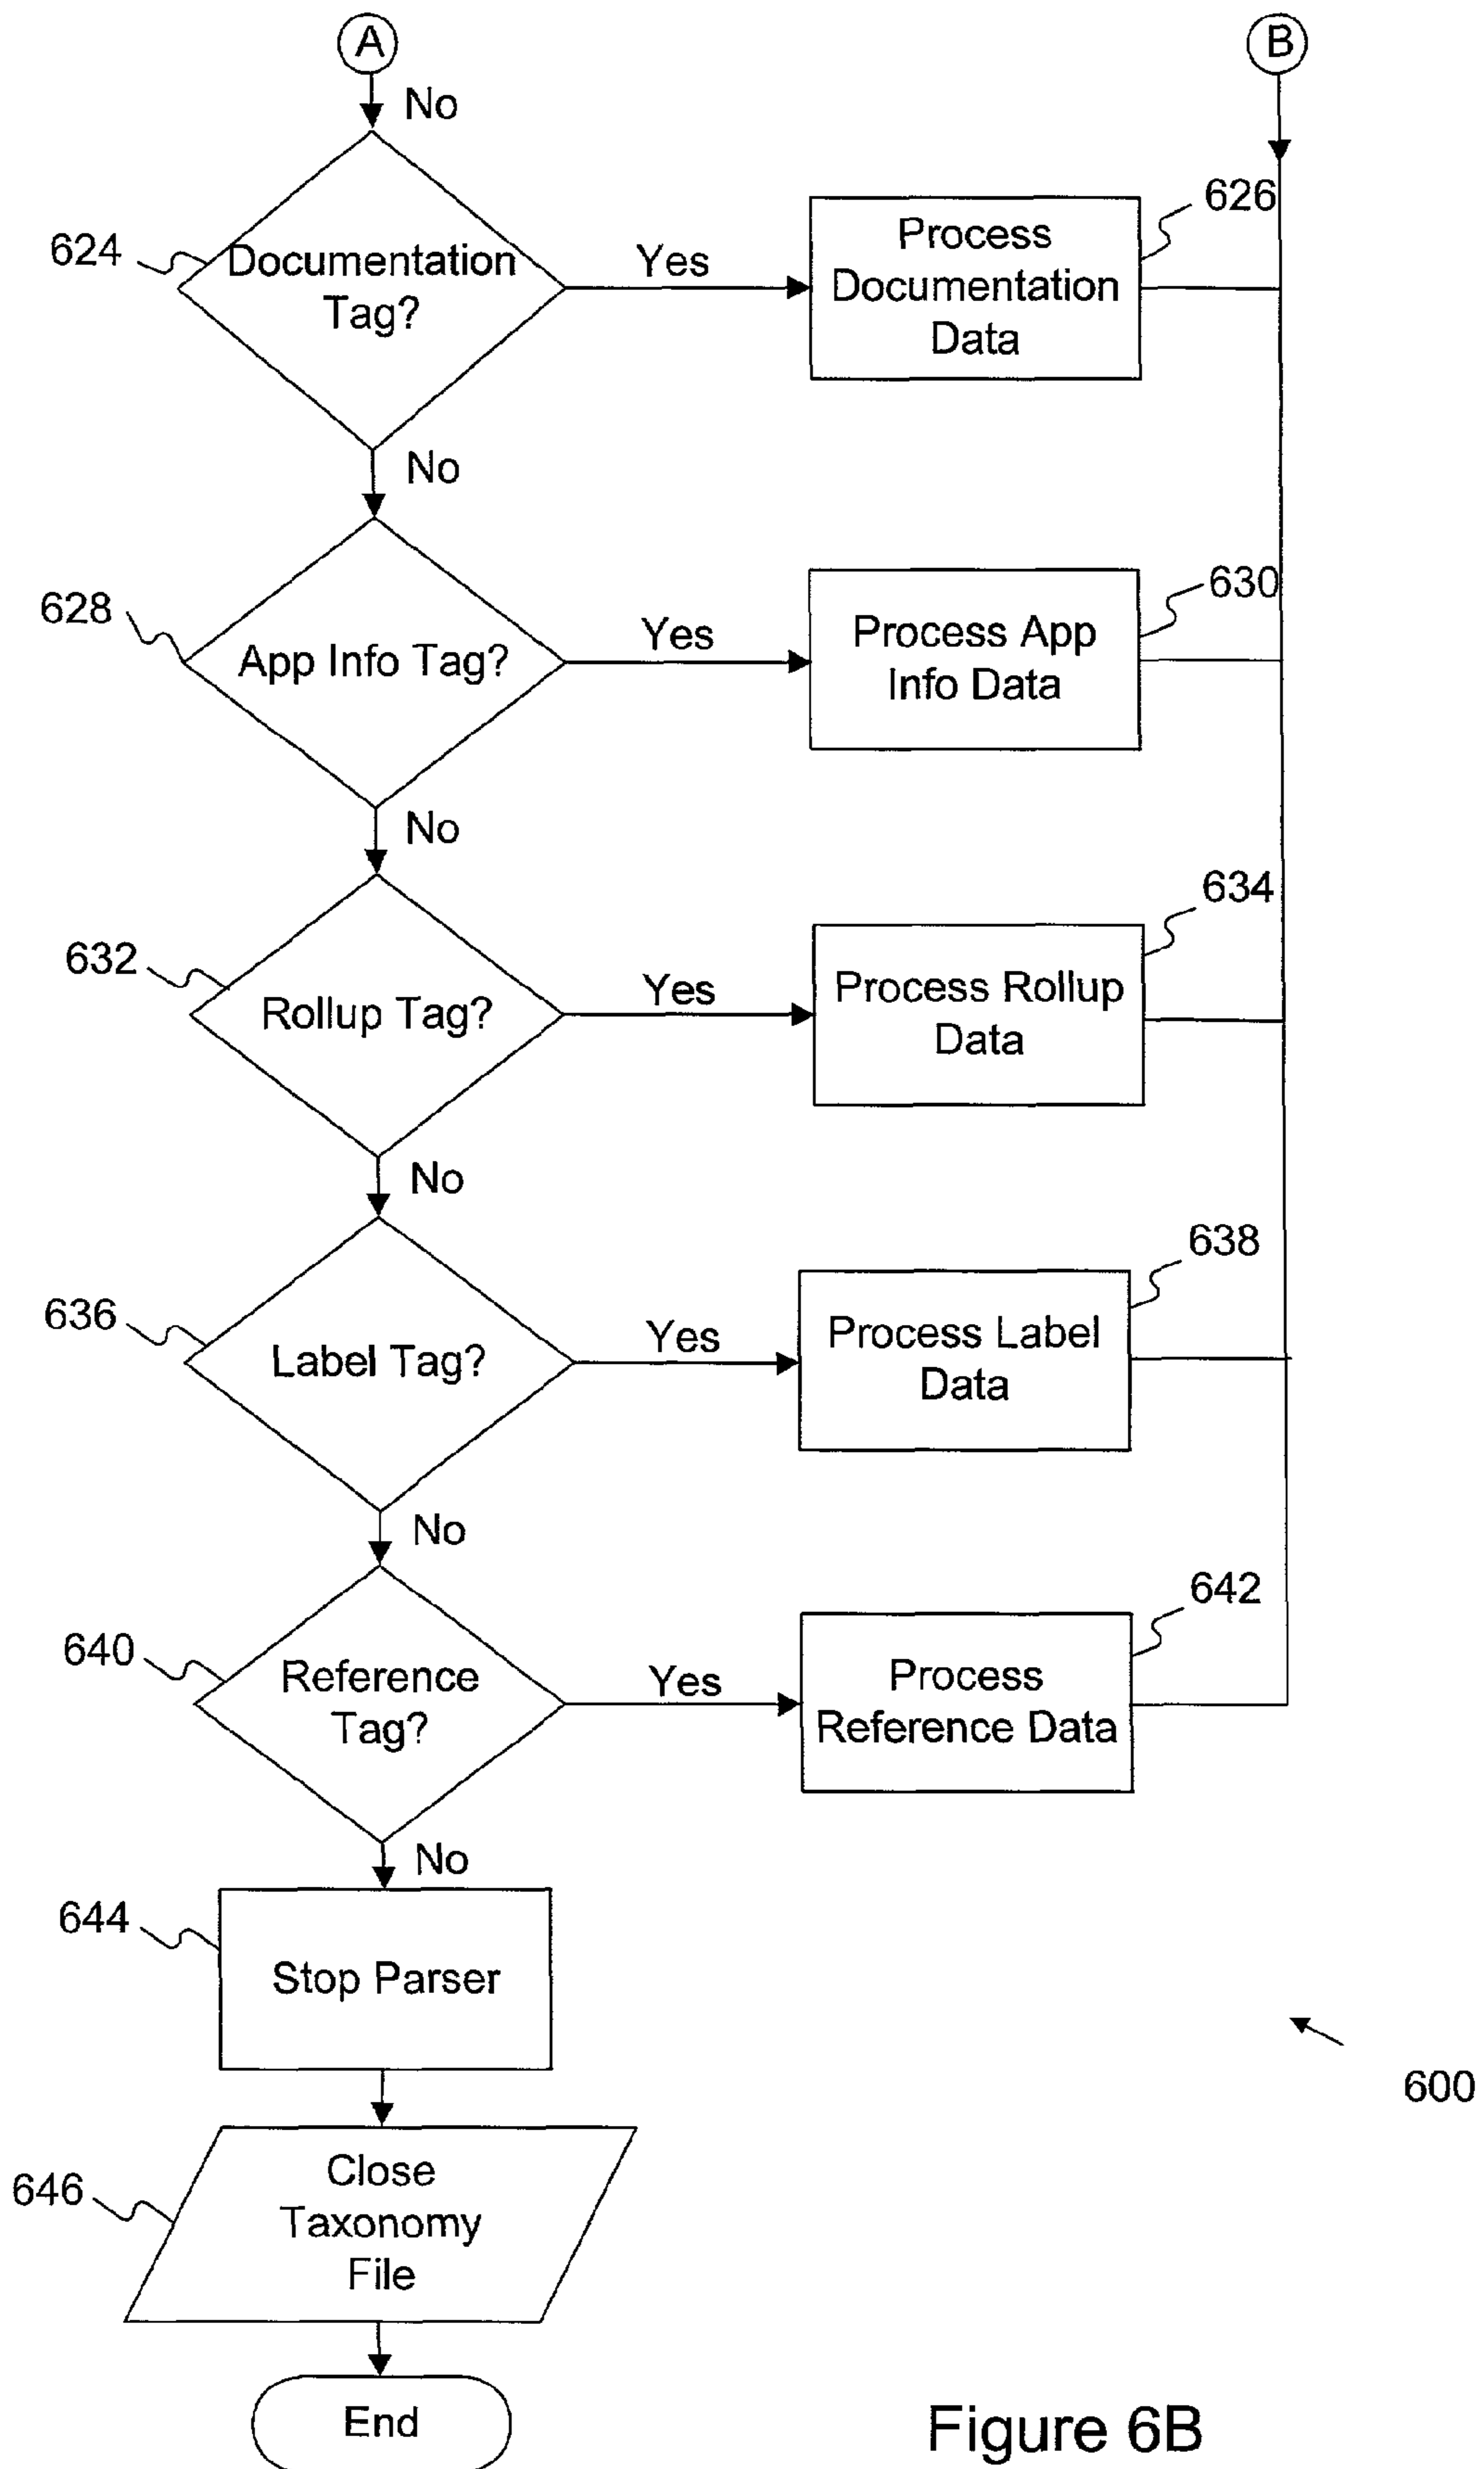 A
B
No
624
Documentation
Tag?
Yes
Process
Documentation
Data
626
No
628
App Info Tag?
Yes
Process App
Info Data
630
No
632
Rollup Tag?
Yes
Process Rollup
Data
634
No
636
Label Tag?
Yes
Process Label
Data
638
No
640
Reference
Tag?
Yes
Process
Reference Data
642
No
644
Stop Parser
600
646
Close
Taxonomy
File
End
Figure 6B